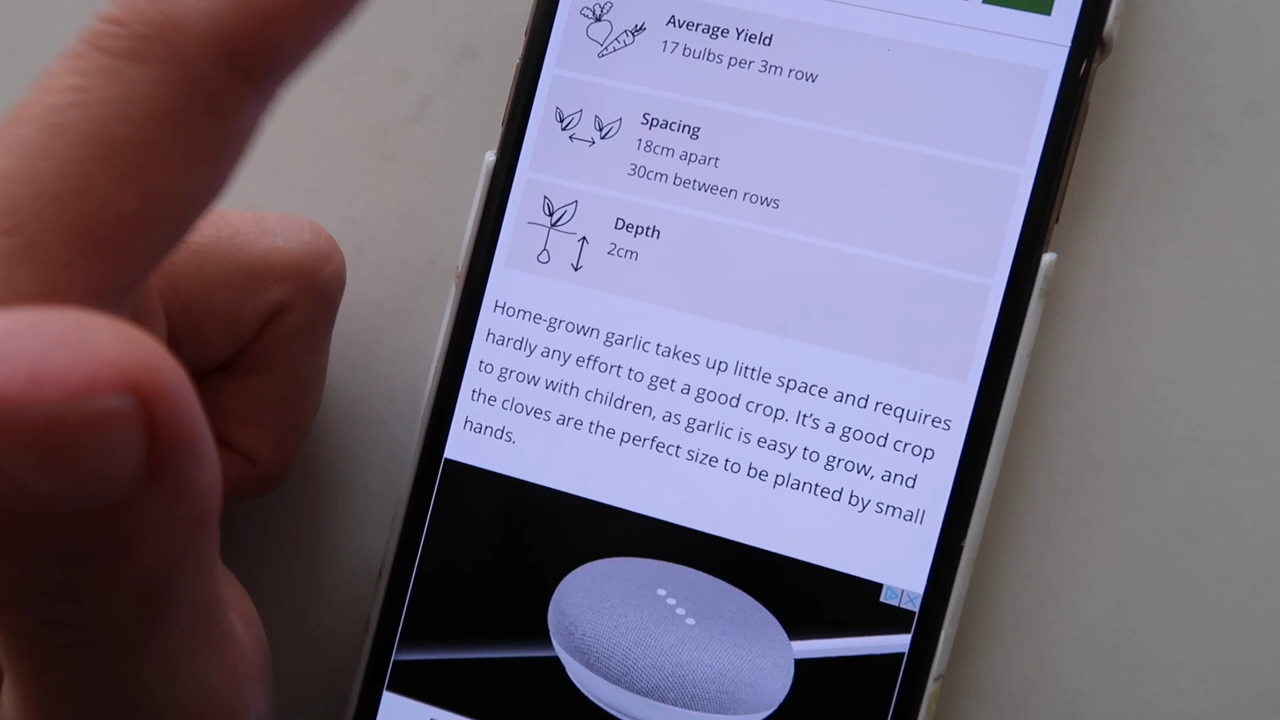 Average Yield
17 bulbs per 3m row
Spacing
18cm apart
30cm between rows
Depth
2cm
Home-grown garlic takes up little space and requires
hardly any effort to get a good crop. It's a good crop
to grow with children, as garlic is easy to grow, and
the cloves are the perfect size to be planted by small
hands.